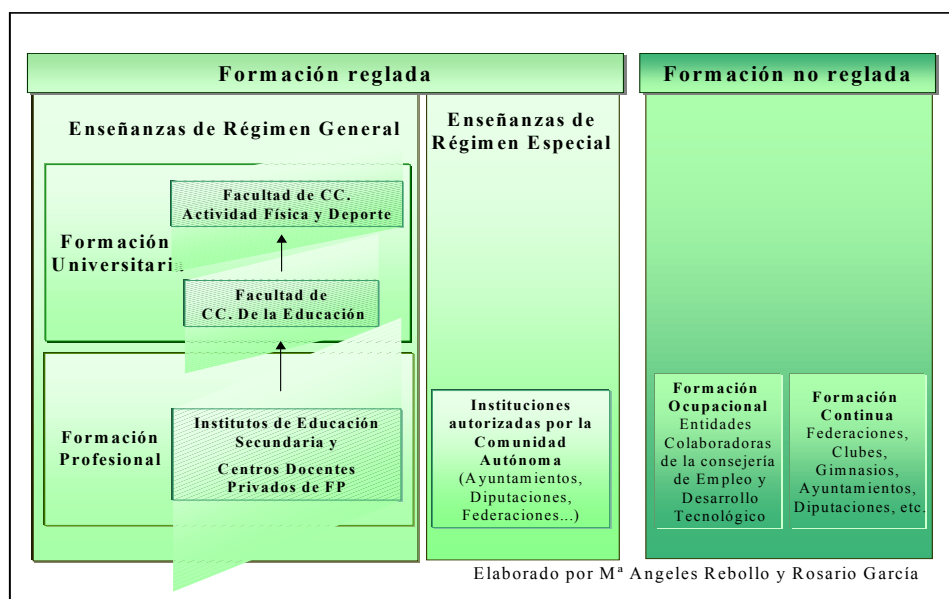 Formación reglada
Enseñanzas de Régimen General
Formación
Universitaria
Facultad de CC.
Actividad Física y Deporte
Facultad de
CC. De la Educación
Formación
Profesional
Institutos de Educación
Secundaria y
Centros Docentes
Privados de FP
Enseñanzas de
Régimen Especial
Instituciones
autorizadas por la
Comunidad
Autónoma
(Ayuntamientos,
Diputaciones,
Federaciones...)
Formación no reglada
Formación
Ocupacional
Entidades
Colaboradoras
de la consejería
de Empleo y
Desarrollo
Tecnológico
Formación
Continua
Federaciones,
Clubes,
Gimnasios,
Ayuntamientos,
Diputaciones, etc.
Elaborado por Mª Angeles Rebollo y Rosario García